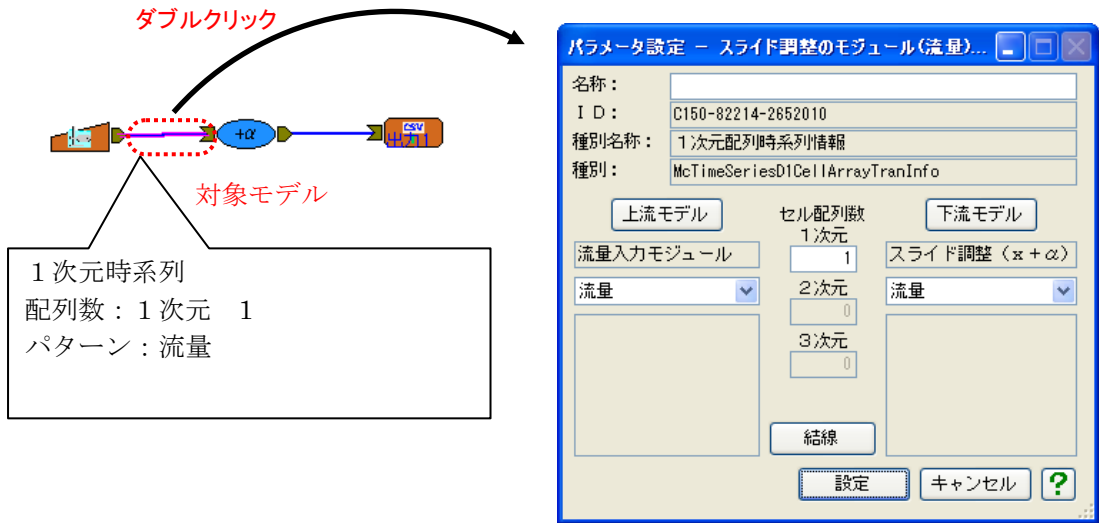 ダブルクリック
+α
CSV
出力1
対象モデル
１次元時系列
配列数：１次元　１
パターン：流量
パラメータ設定 － スライド調整のモジュール(流量)...
名称：
ＩＤ：
C150-82214-2652010
種別名称：
１次元配列時系列情報
種別：
McTimeSeriesD1CellArrayTranInfo
上流モデル
セル配列数
下流モデル
1次元
流量入力モジュール
1
スライド調整（x＋α）
流量
2次元
流量
0
3次元
0
結線
設定
キャンセル
?